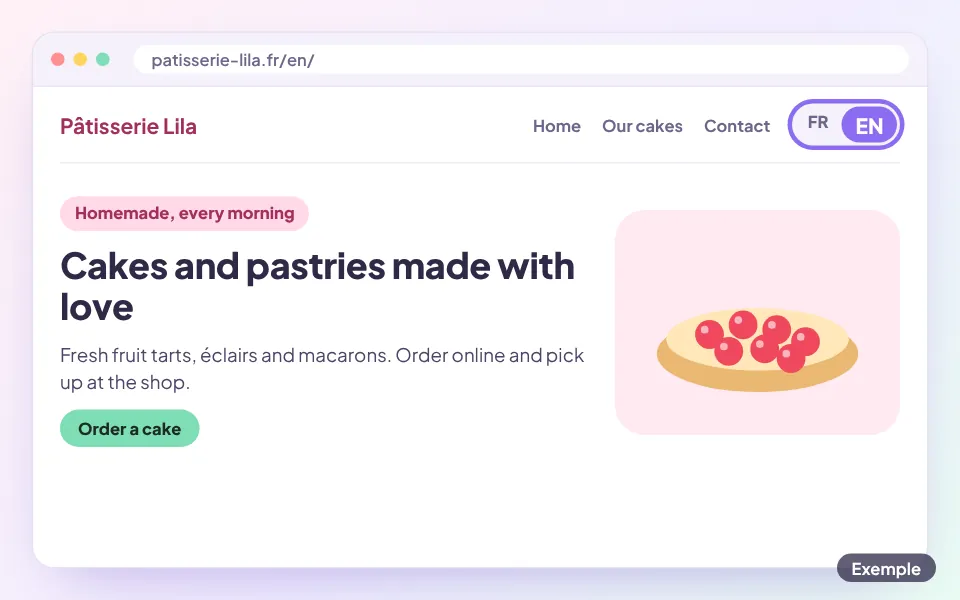 patisserie-lila.fr/en/
Pâtisserie Lila
Home Our cakes Contact FR EN
Homemade, every morning
Cakes and pastries made with
love
Fresh fruit tarts, éclairs and macarons. Order online and pick
up at the shop.
Order a cake
Exemple